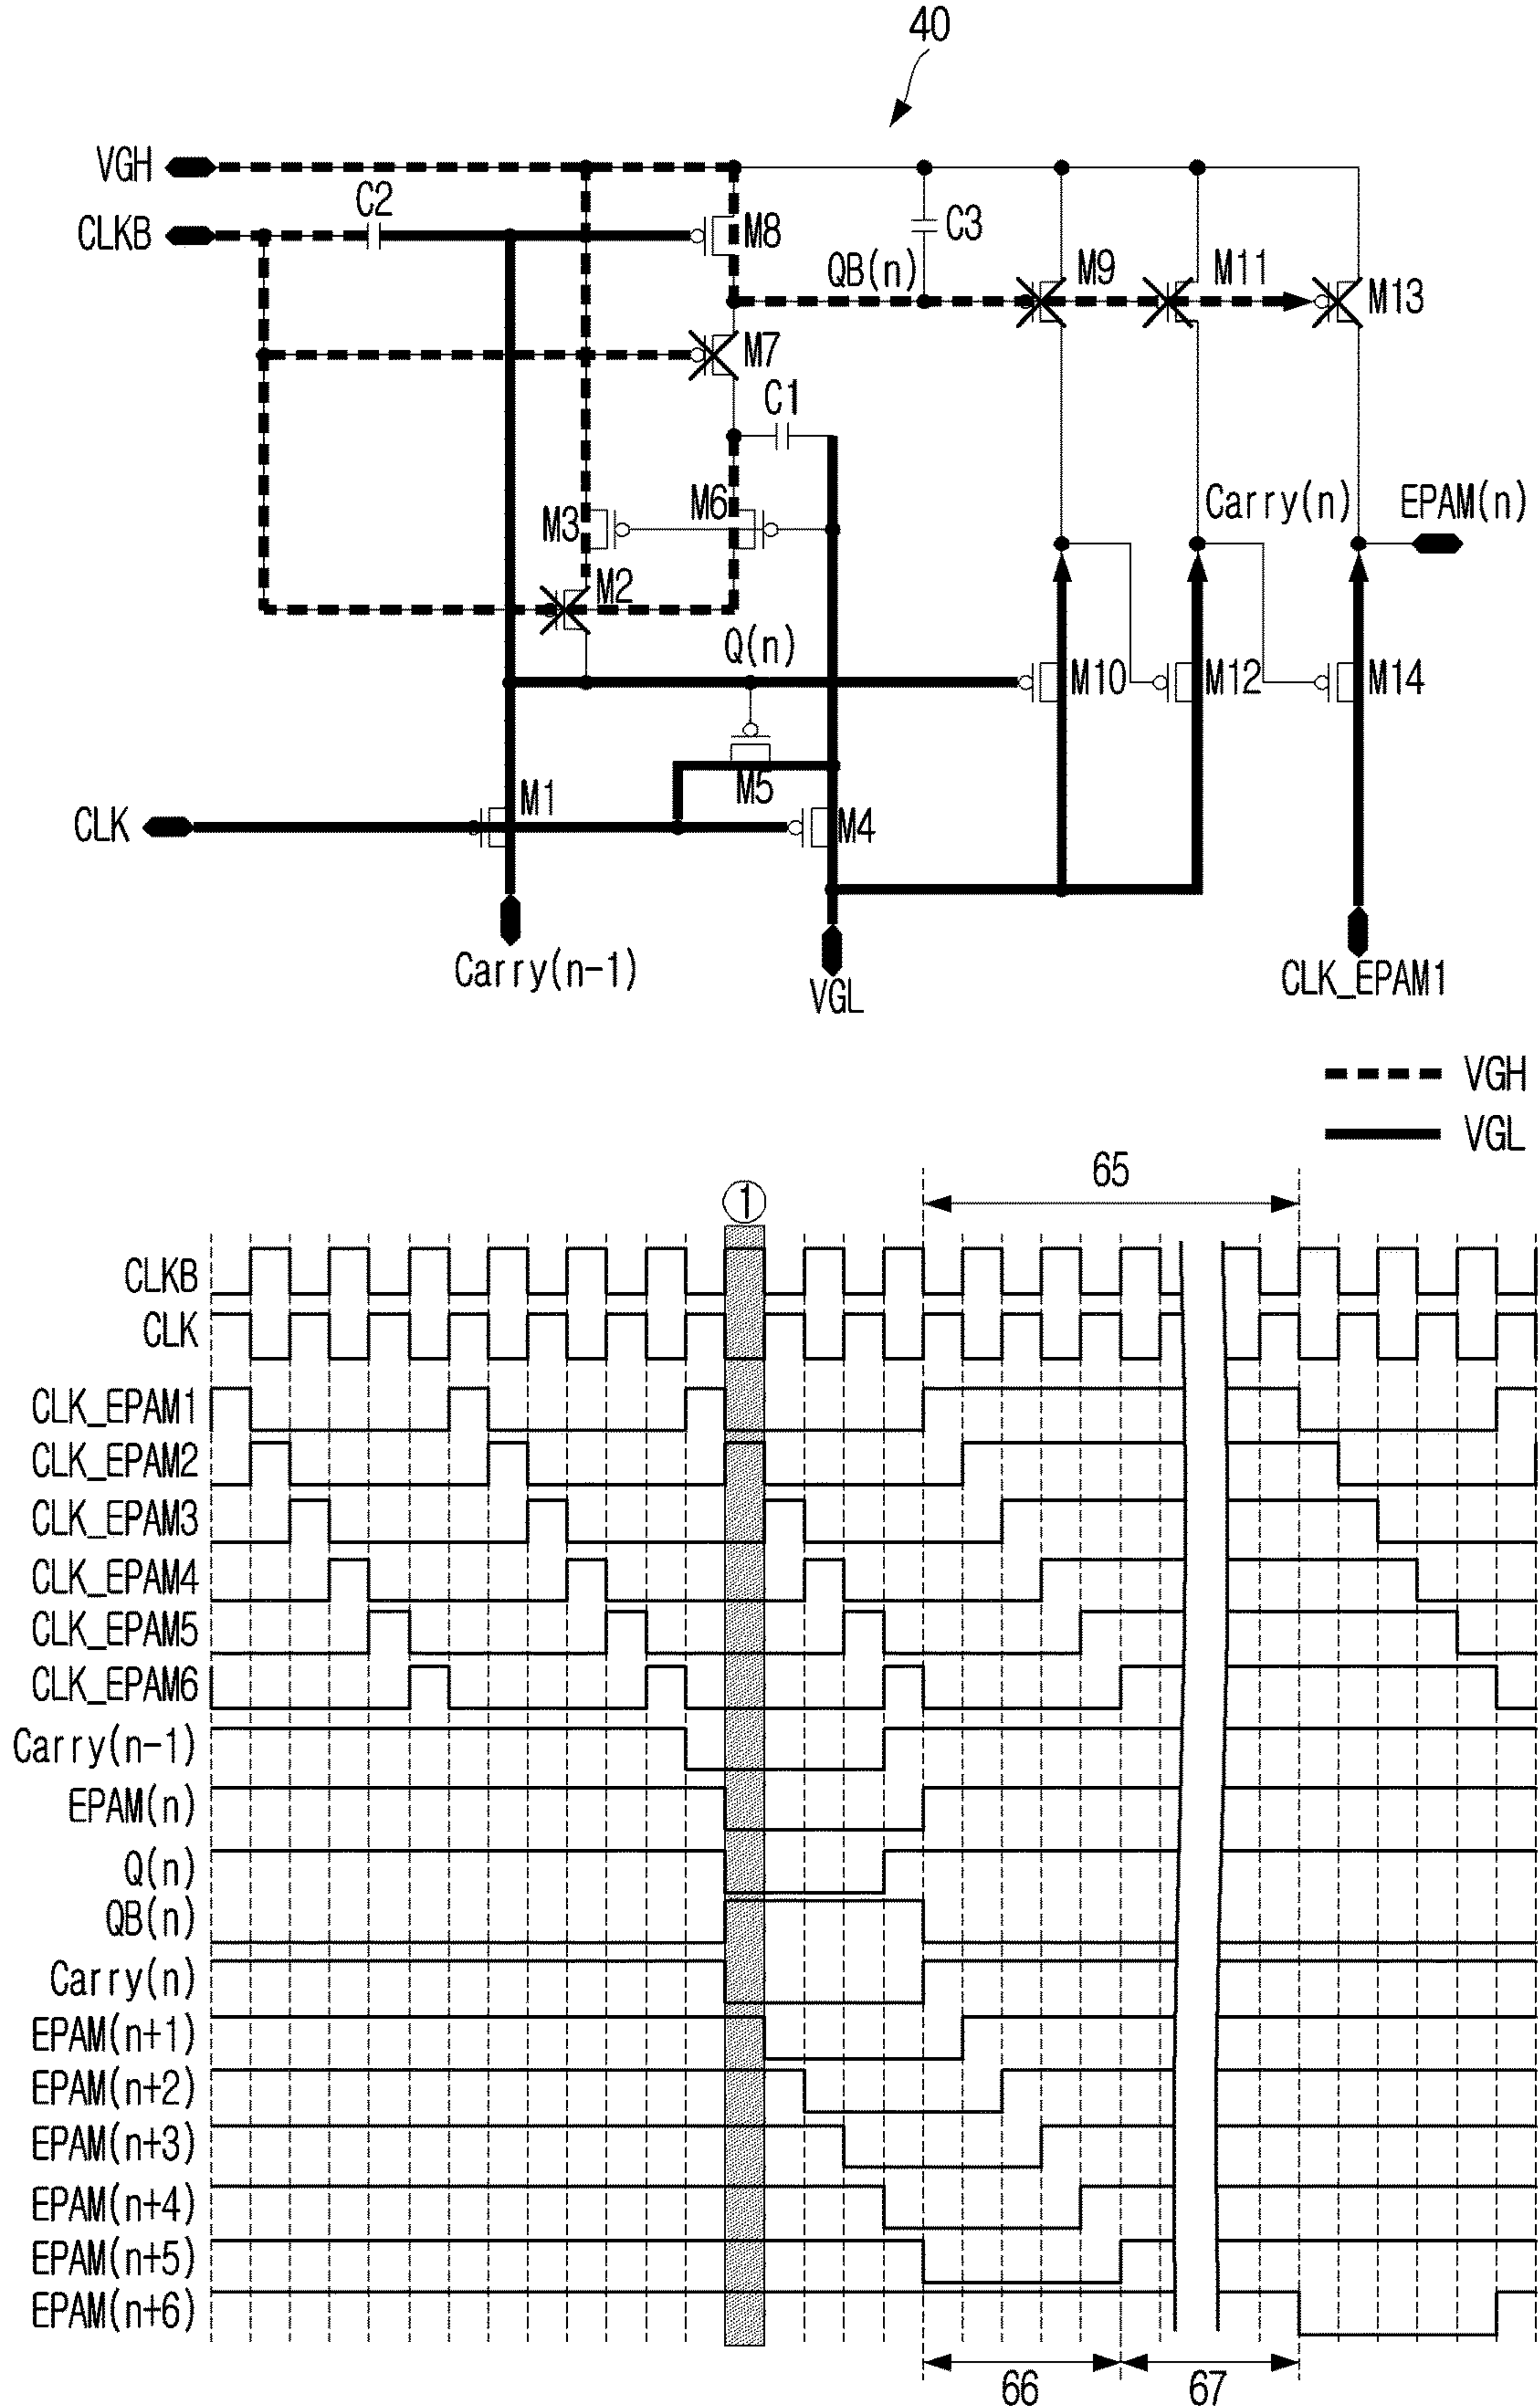 40
VGH
C2
CLKB
M8
C3
QB(n)
M9
M11
M13
M7
C1
M3
M6
Carry(n)
EPAM(n)
M2
Q(n)
M10
M12
M14
M5
M1
CLK
M4
Carry(n-1)
VGL
CLK_EPAM1
VGH
VGL
65
1
CLKB
CLK
CLK_EPAM1
CLK_EPAM2
CLK_EPAM3
CLK_EPAM4
CLK_EPAM5
CLK_EPAM6
Carry(n-1)
EPAM(n)
Q(n)
QB(n)
Carry(n)
EPAM(n+1)
EPAM(n+2)
EPAM(n+3)
EPAM(n+4)
EPAM(n+5)
EPAM(n+6)
66
67